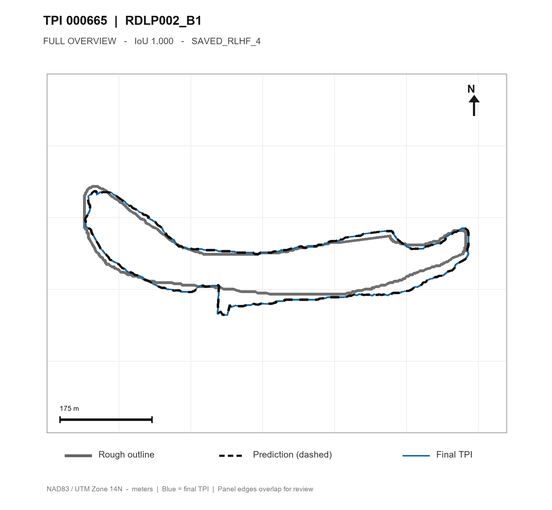 TPI 000665 | RDLP002_B1
FULL OVERVIEW - IoU 1.000 - SAVED_RLHF_4
N
175 m
Rough outline
Prediction (dashed)
Final TPI
NAD83 / UTM Zone 14N - meters | Blue = final TPI | Panel edges overlap for review